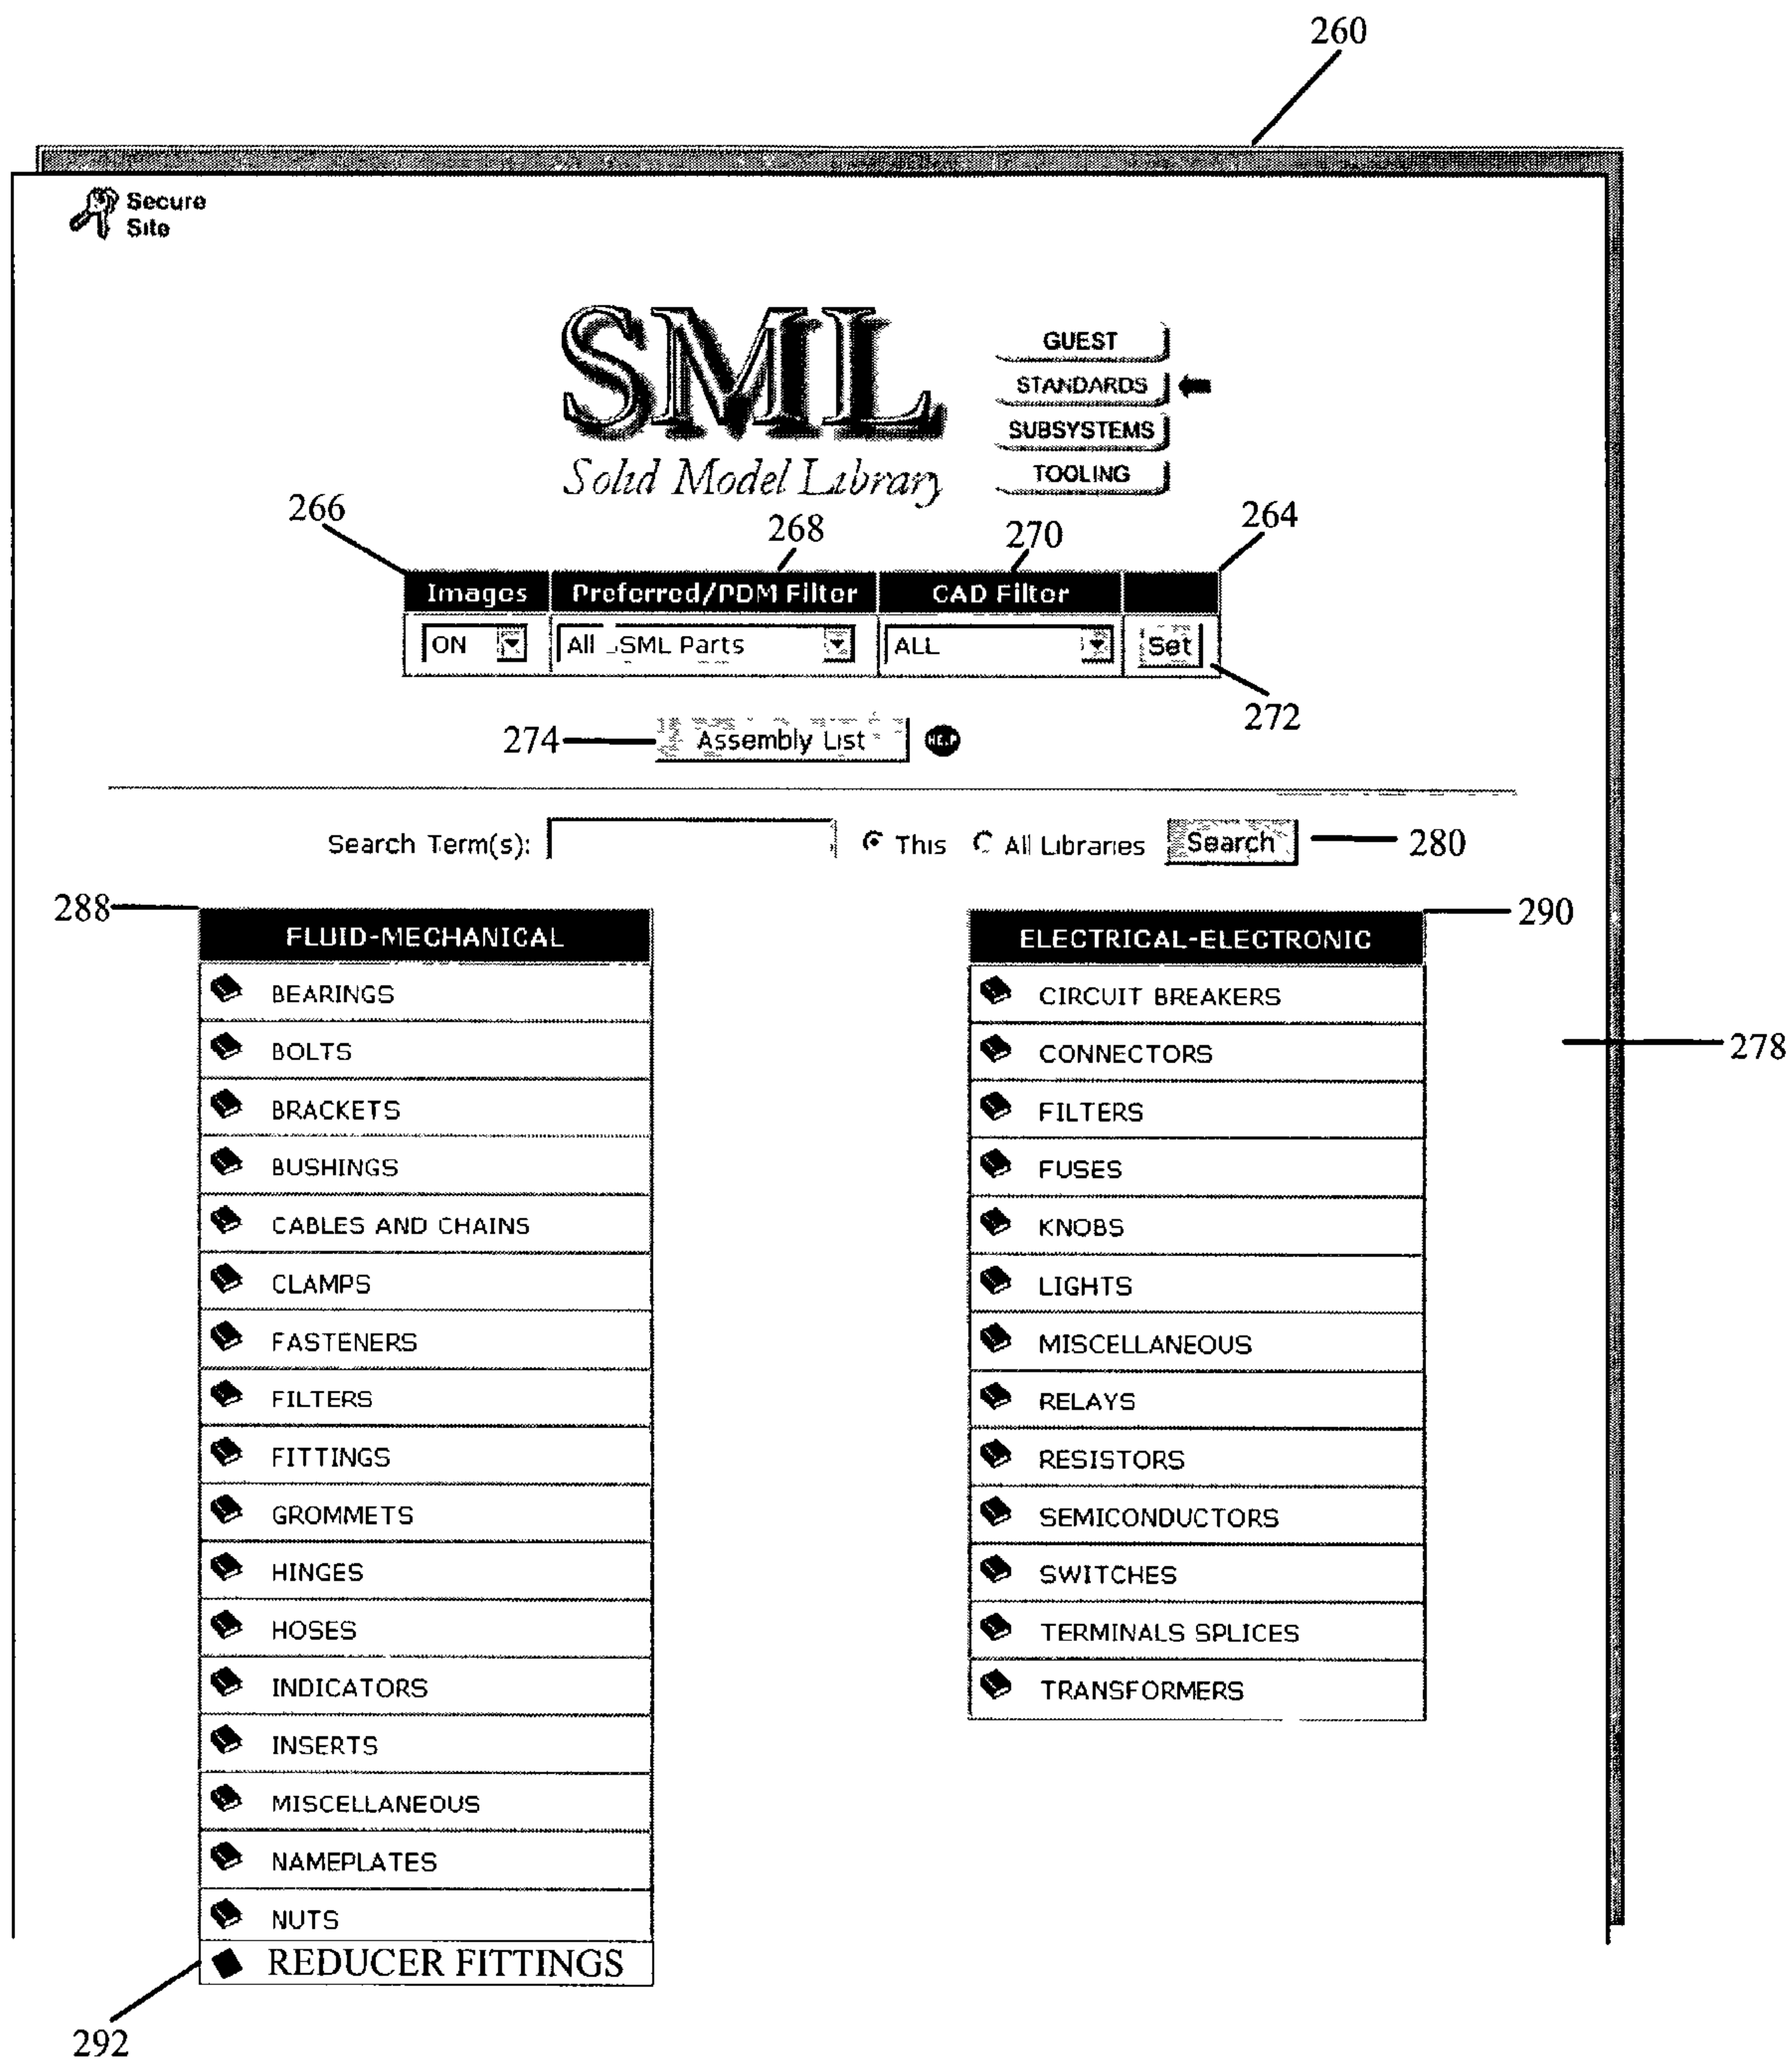 260
Secure
Site
SML
Solid Model Library
GUEST
STANDARDS
SUBSYSTEMS
TOOLING
266
268
270
264
Images Preferred/PDM Filter CAD Filter
ON All SML Parts ALL Set
272
274 Assembly List HELP
Search Term(s): This All Libraries Search 280
288
FLUID-MECHANICAL
BEARINGS
BOLTS
BRACKETS
BUSHINGS
CABLES AND CHAINS
CLAMPS
FASTENERS
FILTERS
FITTINGS
GROMMETS
HINGES
HOSES
INDICATORS
INSERTS
MISCELLANEOUS
NAMEPLATES
NUTS
REDUCER FITTINGS
292
290
ELECTRICAL-ELECTRONIC
CIRCUIT BREAKERS
CONNECTORS
278
FILTERS
FUSES
KNOBS
LIGHTS
MISCELLANEOUS
RELAYS
RESISTORS
SEMICONDUCTORS
SWITCHES
TERMINALS SPLICES
TRANSFORMERS